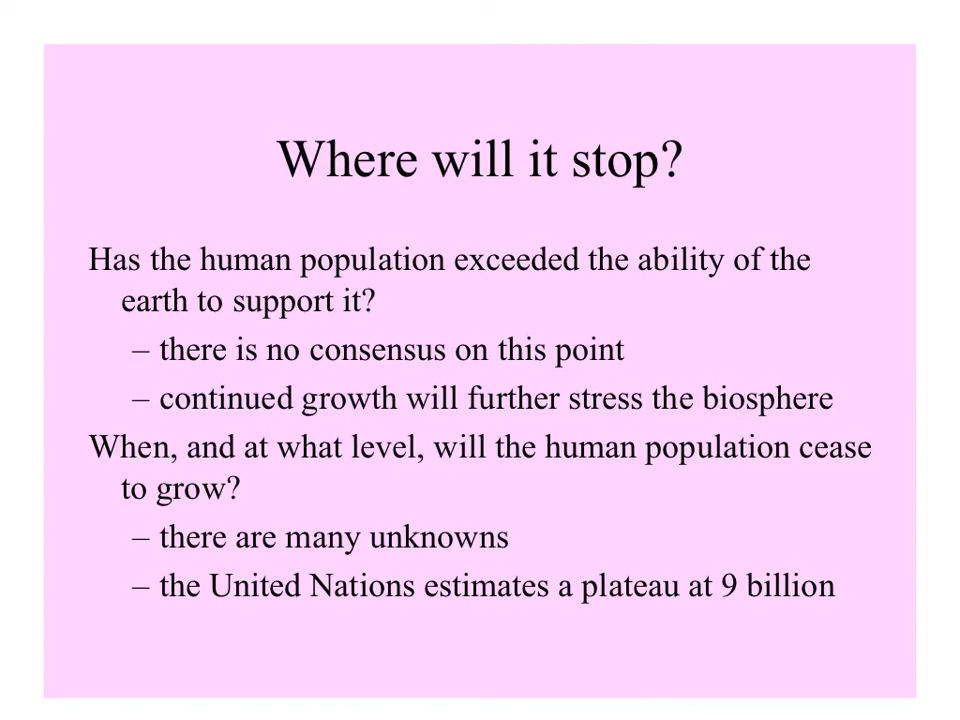 Where will it stop?
Has the human population exceeded the ability of the
earth to support it?
– there is no consensus on this point
– continued growth will further stress the biosphere
When, and at what level, will the human population cease
to grow?
– there are many unknowns
– the United Nations estimates a plateau at 9 billion